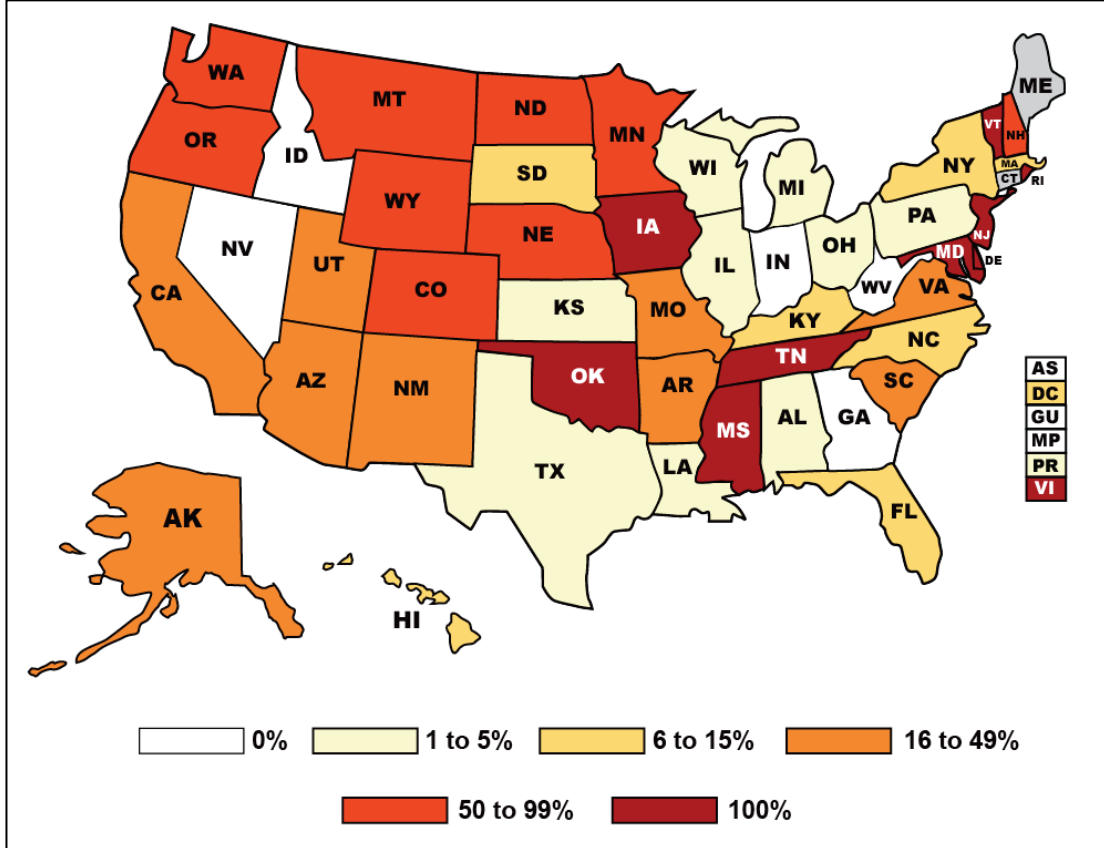 WA
MT
ND
MN
ME
VT
NH
OR
ID
SD
WI
NY
MA
CT
RI
MI
WY
IA
PA
NE
NJ
NV
OH
MD
DE
UT
CO
IL
IN
WV
VA
CA
KS
MO
KY
NC
TN
AZ
NM
OK
AR
SC
MS
AL
GA
TX
LA
FL
AS
DC
GU
MP
PR
VI
AK
HI
0%
1 to 5%
6 to 15%
16 to 49%
50 to 99%
100%